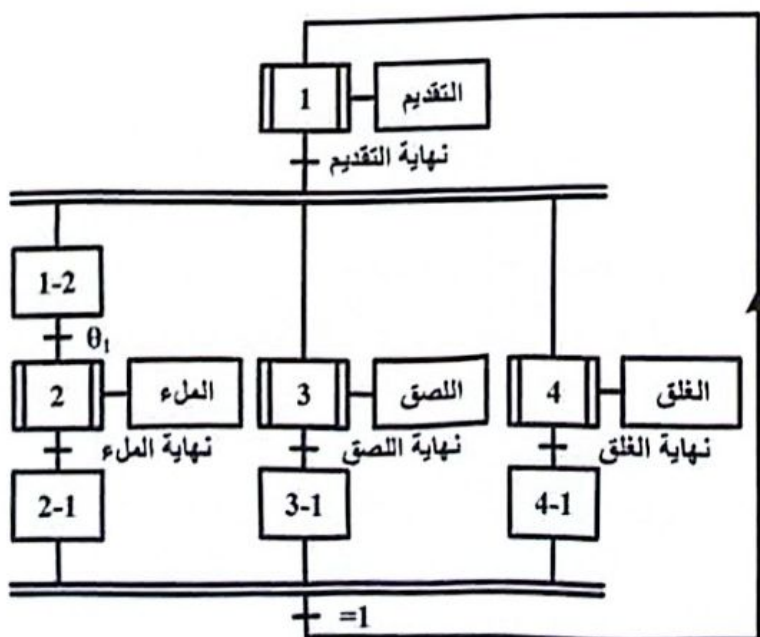 1 التقديم
نهاية التقديم
1-2
θ₁
2 الملء 3 اللصق 4 الغلق
نهاية الملء نهاية اللصق نهاية الغلق
2-1 3-1 4-1
=1